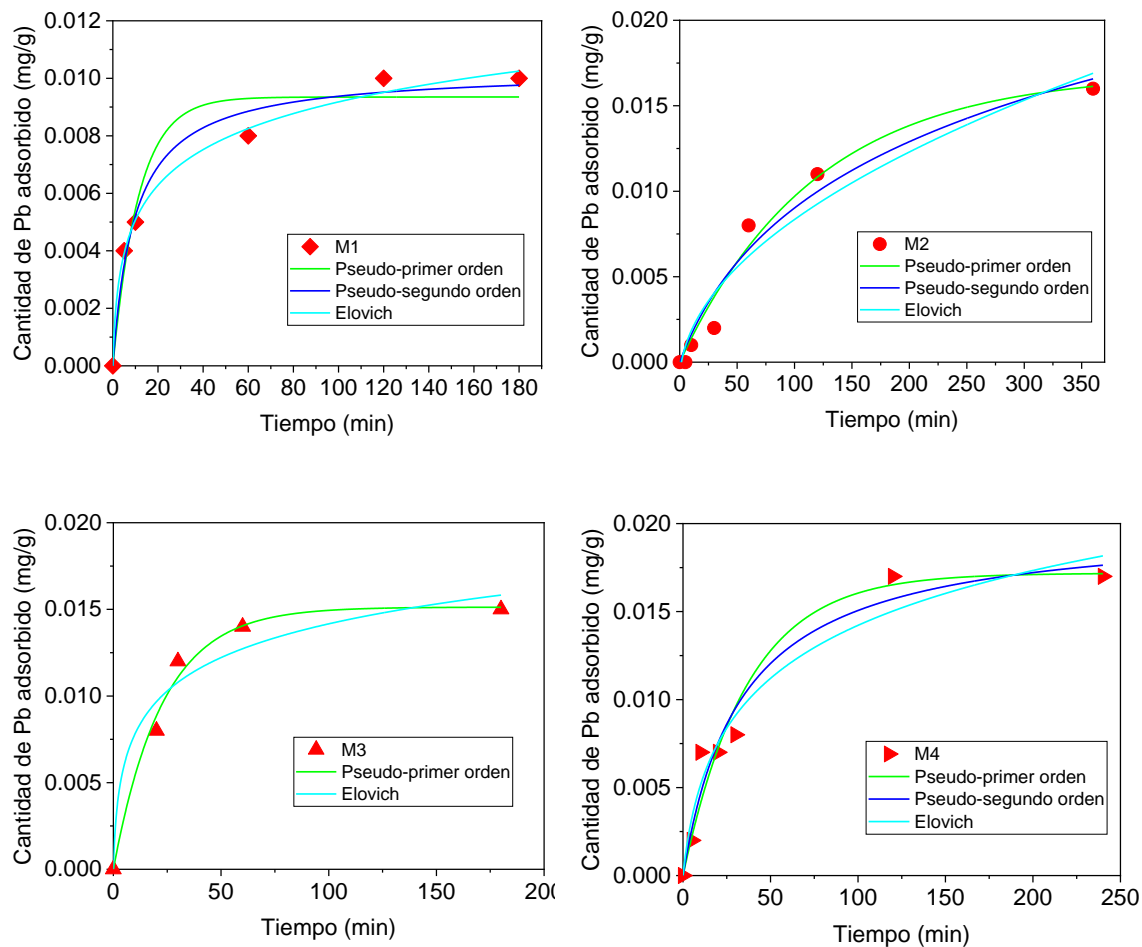 Cantidad de Pb adsorbido (mg/g)
0.012
0.010
0.008
0.006
0.004
0.002
0.000
M1
Pseudo-primer orden
Pseudo-segundo orden
Elovich
0 20 40 60 80 100 120 140 160 180
Tiempo (min)
Cantidad de Pb adsorbido (mg/g)
0.020
0.015
0.010
0.005
0.000
M2
Pseudo-primer orden
Pseudo-segundo orden
Elovich
0 50 100 150 200 250 300 350
Tiempo (min)
Cantidad de Pb adsorbido (mg/g)
0.020
0.015
0.010
0.005
0.000
M3
Pseudo-primer orden
Elovich
0 50 100 150 200
Tiempo (min)
Cantidad de Pb adsorbido (mg/g)
0.020
0.015
0.010
0.005
0.000
M4
Pseudo-primer orden
Pseudo-segundo orden
Elovich
0 50 100 150 200 250
Tiempo (min)